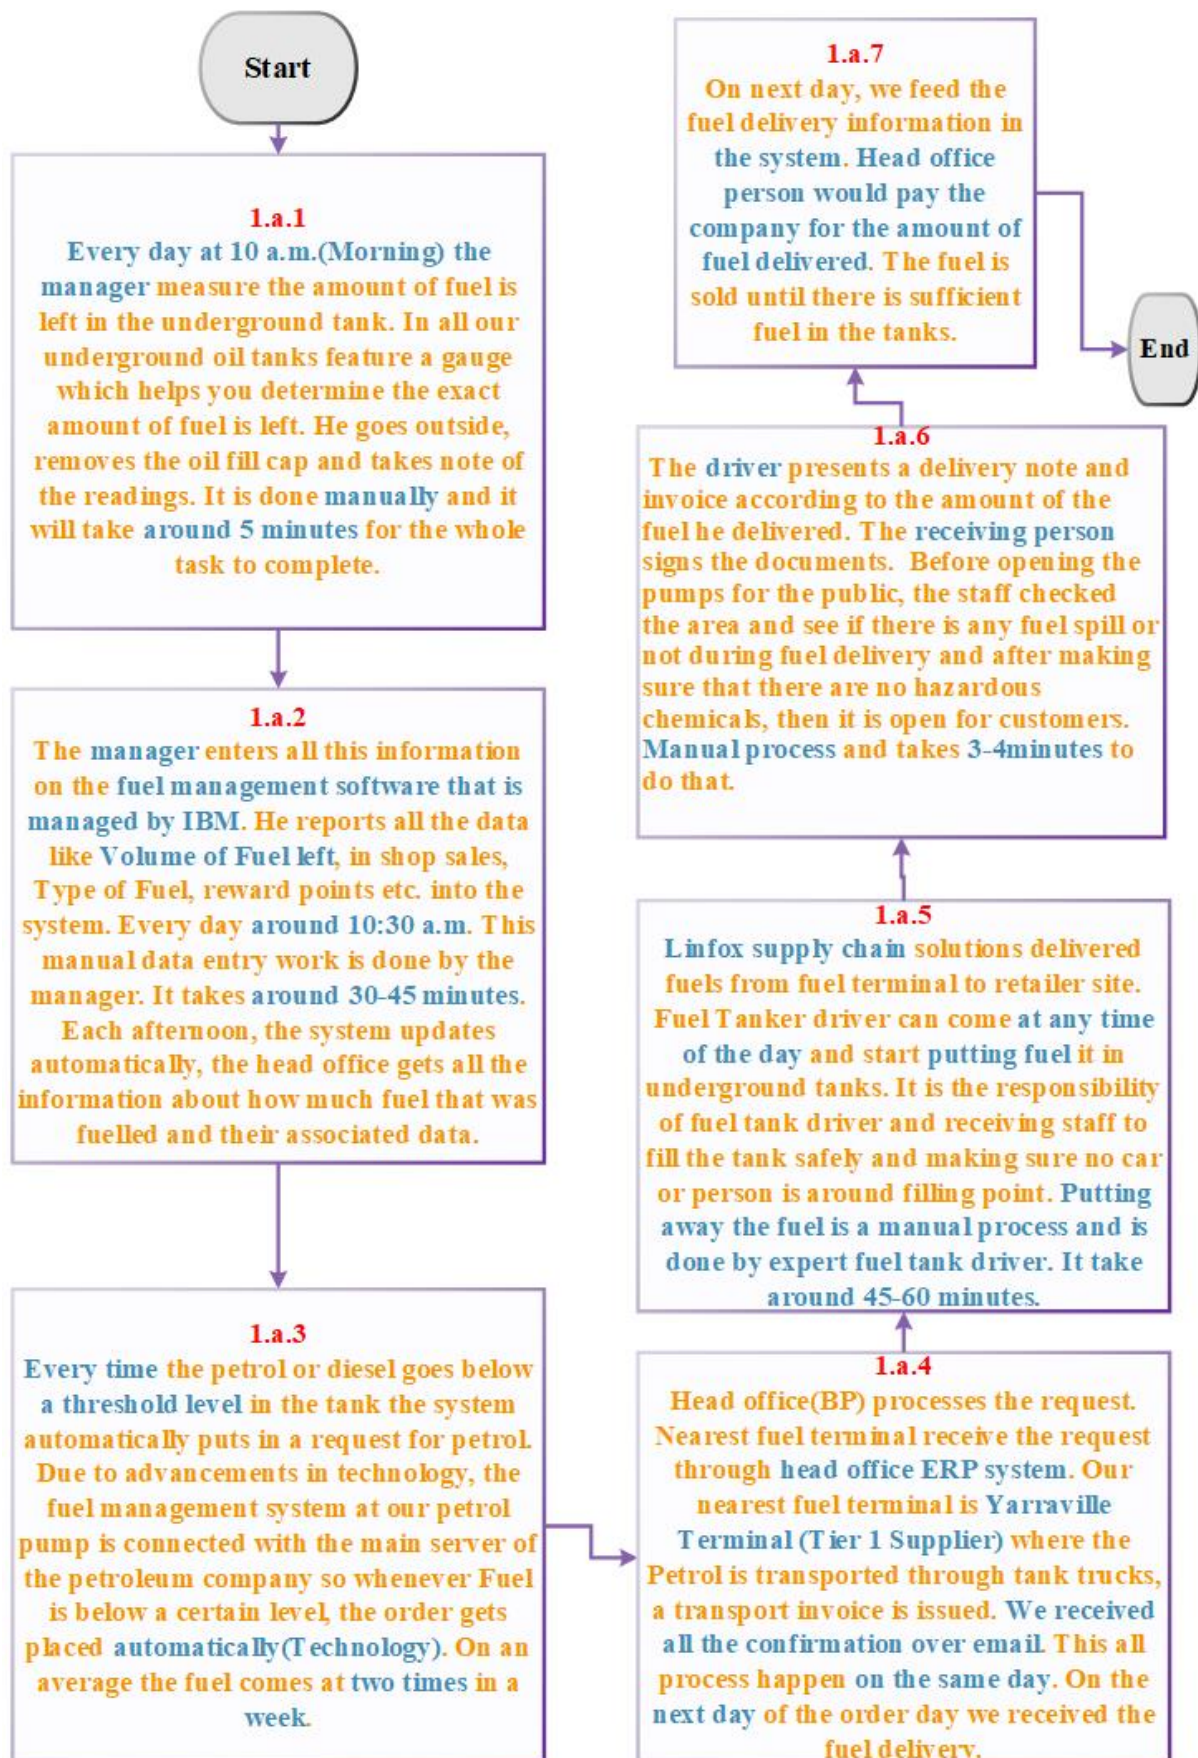 Start
1.a.1
Every day at 10 a.m.(Morning) the
manager measure the amount of fuel is
left in the underground tank. In all our
underground oil tanks feature a gauge
which helps you determine the exact
amount of fuel is left. He goes outside,
removes the oil fill cap and takes note of
the readings. It is done manually and it
will take around 5 minutes for the whole
task to complete.
1.a.2
The manager enters all this information
on the fuel management software that is
managed by IBM. He reports all the data
like Volume of Fuel left, in shop sales,
Type of Fuel, reward points etc. into the
system. Every day around 10:30 a.m. This
manual data entry work is done by the
manager. It takes around 30-45 minutes.
Each afternoon, the system updates
automatically, the head office gets all the
information about how much fuel that was
fuelled and their associated data.
1.a.3
Every time the petrol or diesel goes below
a threshold level in the tank the system
automatically puts in a request for petrol.
Due to advancements in technology, the
fuel management system at our petrol
pump is connected with the main server of
the petroleum company so whenever Fuel
is below a certain level, the order gets
placed automatically(Technology). On an
average the fuel comes at two times in a
week.
1.a.4
Head office(BP) processes the request.
Nearest fuel terminal receive the request
through head office ERP system. Our
nearest fuel terminal is Yarraville
Terminal (Tier 1 Supplier) where the
Petrol is transported through tank trucks,
a transport invoice is issued. We received
all the confirmation over email. This all
process happen on the same day. On the
next day of the order day we received the
fuel delivery.
1.a.5
Linfox supply chain solutions delivered
fuels from fuel terminal to retailer site.
Fuel Tanker driver can come at any time
of the day and start putting fuel it in
underground tanks. It is the responsibility
of fuel tank driver and receiving staff to
fill the tank safely and making sure no car
or person is around filling point. Putting
away the fuel is a manual process and is
done by expert fuel tank driver. It take
around 45-60 minutes.
1.a.6
The driver presents a delivery note and
invoice according to the amount of the
fuel he delivered. The receiving person
signs the documents. Before opening the
pumps for the public, the staff checked
the area and see if there is any fuel spill or
not during fuel delivery and after making
sure that there are no hazardous
chemicals, then it is open for customers.
Manual process and takes 3-4minutes to
do that.
1.a.7
On next day, we feed the
fuel delivery information in
the system. Head office
person would pay the
company for the amount of
fuel delivered. The fuel is
sold until there is sufficient
fuel in the tanks.
End